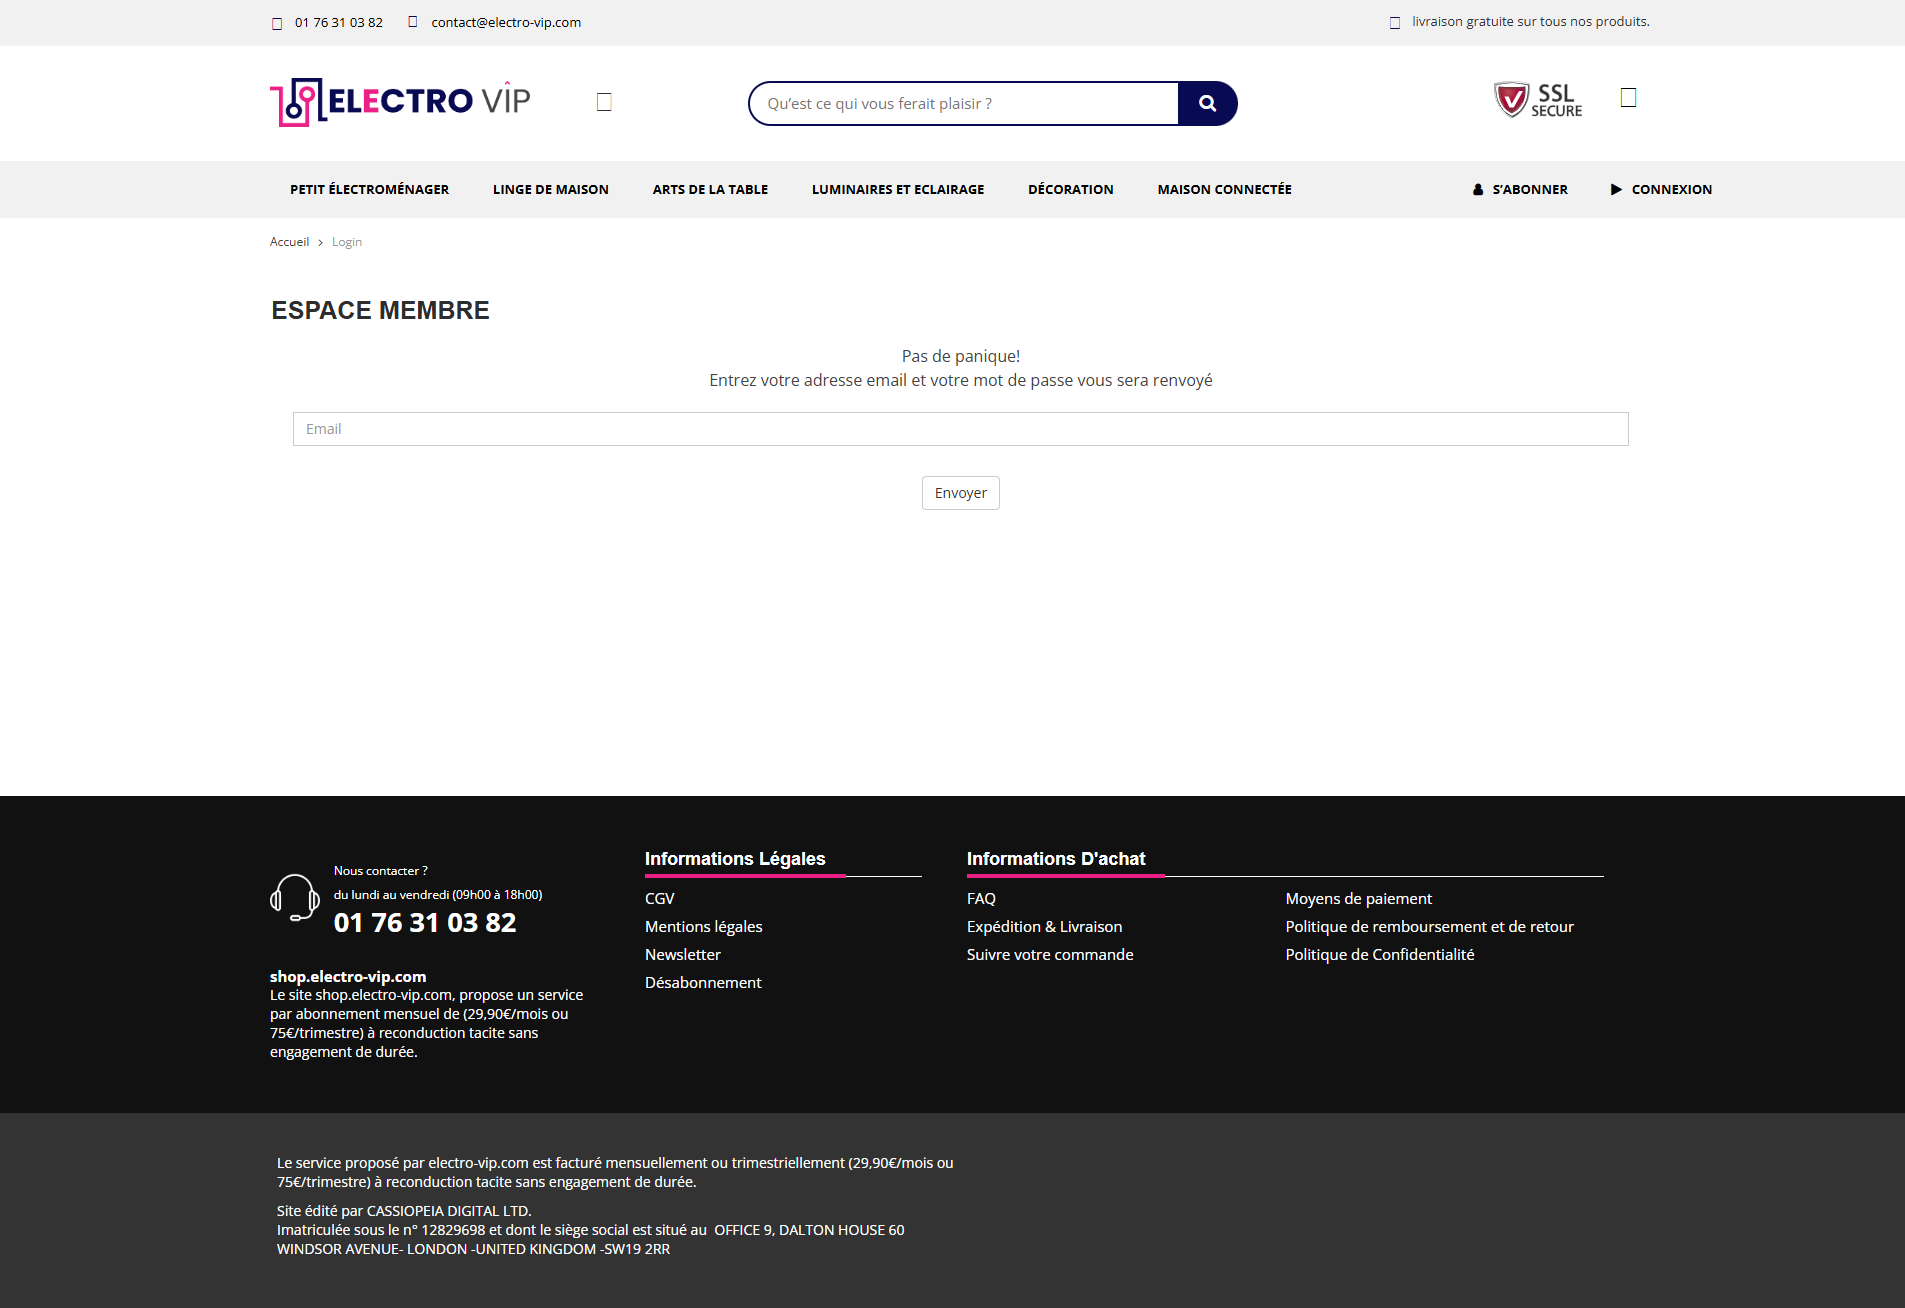 01 76 31 03 82
contact@electro-vip.com
livraison gratuite sur tous nos produits.
ELECTRO VIP
Qu’est ce qui vous ferait plaisir ?
SSL
SECURE
PETIT ÉLECTROMÉNAGER
LINGE DE MAISON
ARTS DE LA TABLE
LUMINAIRES ET ECLAIRAGE
DÉCORATION
MAISON CONNECTÉE
S’ABONNER
CONNEXION
Accueil > Login
ESPACE MEMBRE
Pas de panique!
Entrez votre adresse email et votre mot de passe vous sera renvoyé
Email
Envoyer
Nous contacter ?
du lundi au vendredi (09h00 à 18h00)
01 76 31 03 82
shop.electro-vip.com
Le site shop.electro-vip.com, propose un service
par abonnement mensuel de (29,90€/mois ou
75€/trimestre) à reconduction tacite sans
engagement de durée.
Informations Légales
CGV
Mentions légales
Newsletter
Désabonnement
Informations D'achat
FAQ
Expédition & Livraison
Suivre votre commande
Moyens de paiement
Politique de remboursement et de retour
Politique de Confidentialité
Le service proposé par electro-vip.com est facturé mensuellement ou trimestriellement (29,90€/mois ou
75€/trimestre) à reconduction tacite sans engagement de durée.
Site édité par CASSIOPEIA DIGITAL LTD.
Imatriculée sous le n° 12829698 et dont le siège social est situé au  OFFICE 9, DALTON HOUSE 60
WINDSOR AVENUE- LONDON -UNITED KINGDOM -SW19 2RR